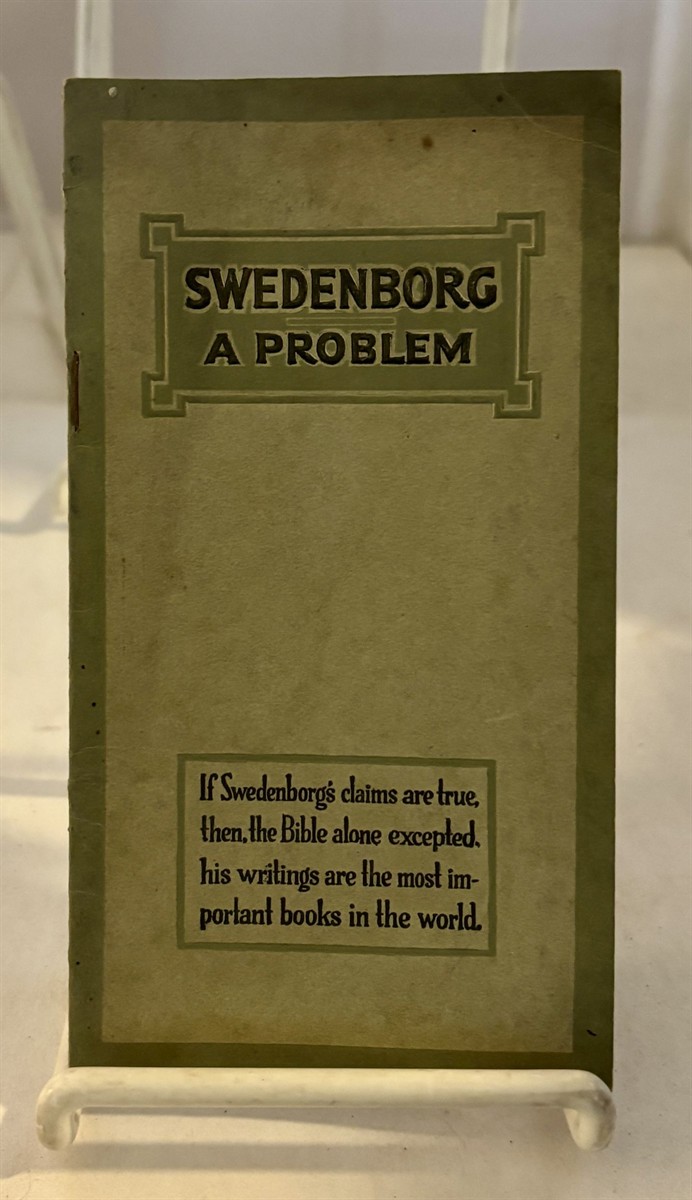 SWEDENBORG
A PROBLEM
If Swedenborg's claims are true,
then, the Bible alone excepted,
his writings are the most im-
portant books in the world.